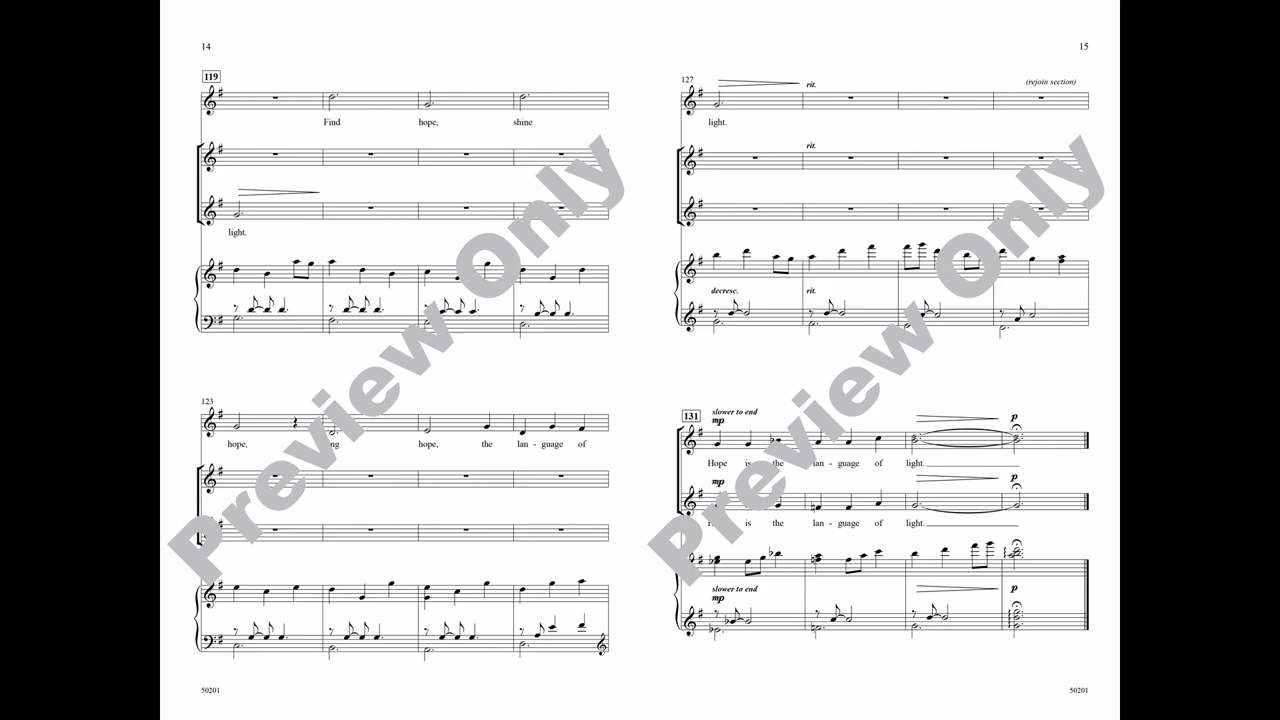 14
119
Find hope, shine
light.
123
hope, hope, the lan - guage of
50201
Preview Only
15
127
rit.
(rejoin section)
light.
rit.
decresc. rit.
131
slower to end
mp p
Hope is the lan - guage of light.
mp p
is the lan - guage of light.
slower to end
mp p
50201
Preview Only